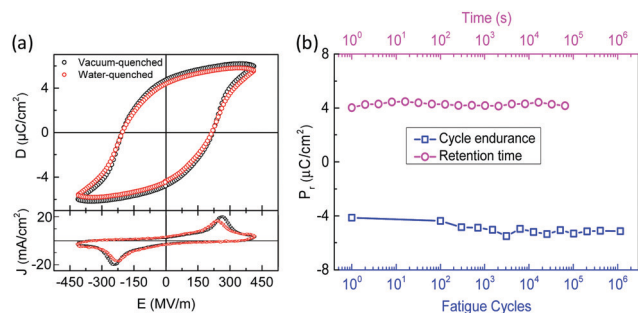 (a)
Vacuum-quenched
Water-quenched
D (μC/cm²)
6
4
0
-4
J (mA/cm²)
20
0
-20
-450 -300 -150 0 150 300 450
E (MV/m)
(b)
Time (s)
10⁰ 10¹ 10² 10³ 10⁴ 10⁵ 10⁶
Pᵣ (μC/cm²)
8
4
0
-4
-8
Cycle endurance
Retention time
10⁰ 10¹ 10² 10³ 10⁴ 10⁵ 10⁶
Fatigue Cycles